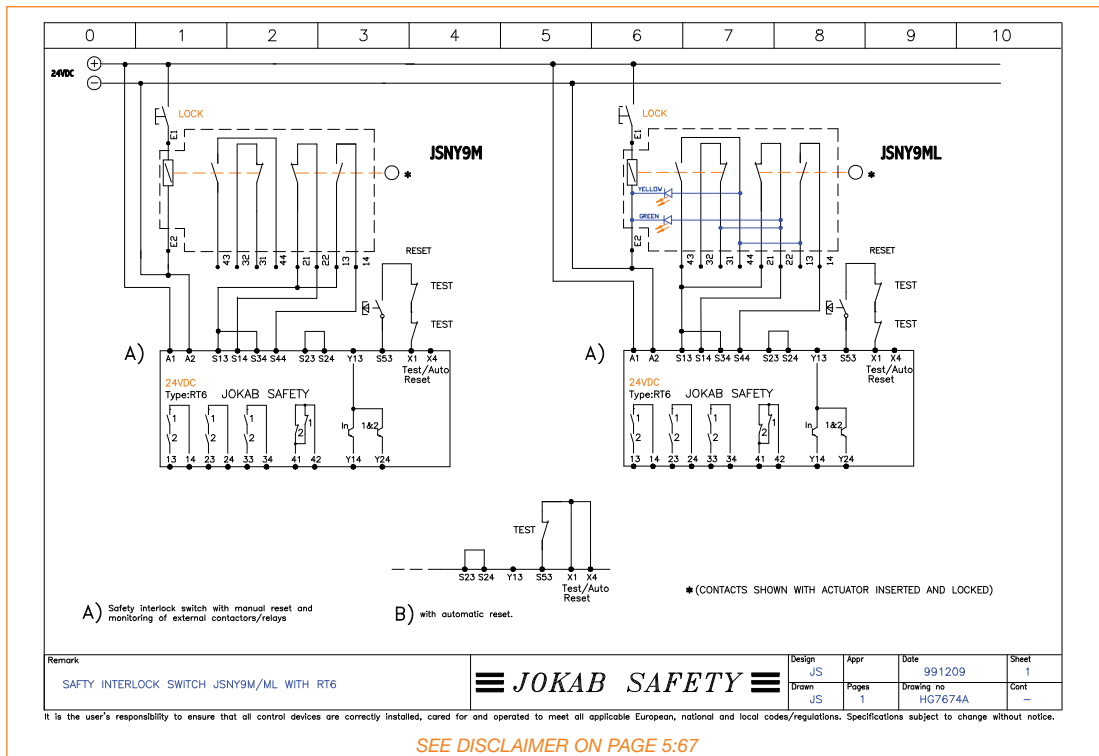 0 1 2 3 4 5 6 7 8 9 10
24VDC + −
LOCK
E1
JSNY9M
*
E2
43 32 31 44 21 22 13 14
RESET
TEST
TEST
A)
A1 A2 S13 S14 S34 S44 S23 S24 Y13 S53 X1 X4
Test/Auto
Reset
24VDC
Type:RT6 JOKAB SAFETY
1 1 1 1 In 1&2
2 2 2 2
13 14 23 24 33 34 41 42 Y14 Y24
LOCK
E1
JSNY9ML
*
YELLOW
GREEN
E2
43 32 31 44 21 22 13 14
RESET
TEST
TEST
A)
A1 A2 S13 S14 S34 S44 S23 S24 Y13 S53 X1 X4
Test/Auto
Reset
24VDC
Type:RT6 JOKAB SAFETY
1 1 1 1 In 1&2
2 2 2 2
13 14 23 24 33 34 41 42 Y14 Y24
TEST
S23 S24 Y13 S53 X1 X4
Test/Auto
Reset
*(CONTACTS SHOWN WITH ACTUATOR INSERTED AND LOCKED)
A) Safety interlock switch with manual reset and
monitoring of external contactors/relays
B) with automatic reset.
Remark
SAFTY INTERLOCK SWITCH JSNY9M/ML WITH RT6
JOKAB SAFETY
Design JS
Appr
Date 991209
Sheet 1
Drawn JS
Pages 1
Drawing no HG7674A
Cont –
It is the user's responsibility to ensure that all control devices are correctly installed, cared for and operated to meet all applicable European, national and local codes/regulations. Specifications subject to change without notice.
SEE DISCLAIMER ON PAGE 5:67